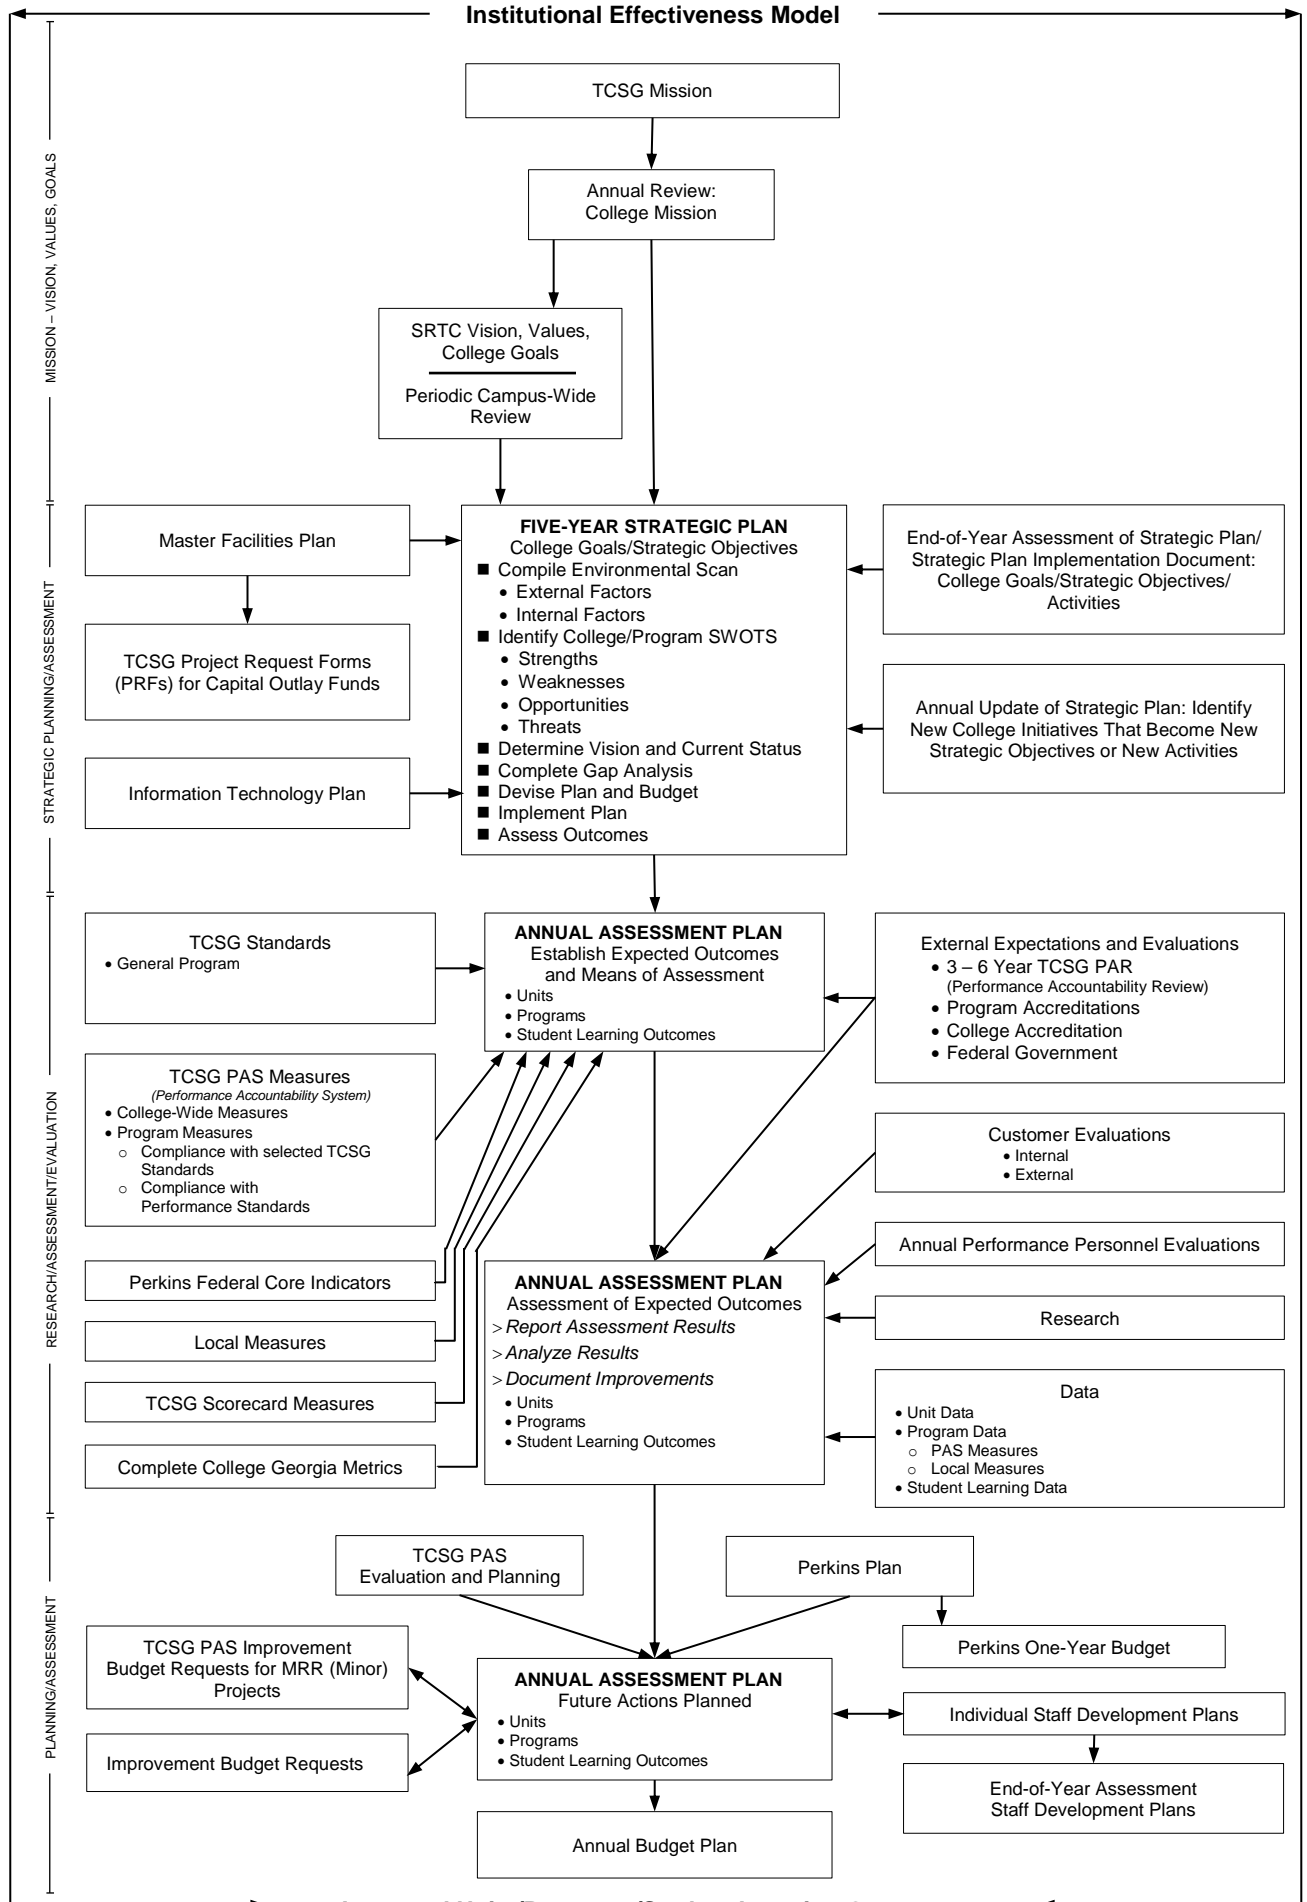 Institutional Effectiveness Model
TCSG Mission
Annual Review:
College Mission
MISSION – VISION, VALUES, GOALS
SRTC Vision, Values,
College Goals
Periodic Campus-Wide
Review
STRATEGIC PLANNING/ASSESSMENT
Master Facilities Plan
TCSG Project Request Forms
(PRFs) for Capital Outlay Funds
Information Technology Plan
FIVE-YEAR STRATEGIC PLAN
College Goals/Strategic Objectives
■ Compile Environmental Scan
• External Factors
• Internal Factors
■ Identify College/Program SWOTS
• Strengths
• Weaknesses
• Opportunities
• Threats
■ Determine Vision and Current Status
■ Complete Gap Analysis
■ Devise Plan and Budget
■ Implement Plan
■ Assess Outcomes
End-of-Year Assessment of Strategic Plan/
Strategic Plan Implementation Document:
College Goals/Strategic Objectives/
Activities
Annual Update of Strategic Plan: Identify
New College Initiatives That Become New
Strategic Objectives or New Activities
RESEARCH/ASSESSMENT/EVALUATION
TCSG Standards
• General Program
ANNUAL ASSESSMENT PLAN
Establish Expected Outcomes
and Means of Assessment
• Units
• Programs
• Student Learning Outcomes
External Expectations and Evaluations
• 3 – 6 Year TCSG PAR
(Performance Accountability Review)
• Program Accreditations
• College Accreditation
• Federal Government
TCSG PAS Measures
(Performance Accountability System)
• College-Wide Measures
• Program Measures
o Compliance with selected TCSG
Standards
o Compliance with
Performance Standards
Customer Evaluations
• Internal
• External
Annual Performance Personnel Evaluations
Perkins Federal Core Indicators
Local Measures
TCSG Scorecard Measures
Complete College Georgia Metrics
ANNUAL ASSESSMENT PLAN
Assessment of Expected Outcomes
> Report Assessment Results
> Analyze Results
> Document Improvements
• Units
• Programs
• Student Learning Outcomes
Research
Data
• Unit Data
• Program Data
o PAS Measures
o Local Measures
• Student Learning Data
PLANNING/ASSESSMENT
TCSG PAS
Evaluation and Planning
Perkins Plan
TCSG PAS Improvement
Budget Requests for MRR (Minor)
Projects
Improvement Budget Requests
ANNUAL ASSESSMENT PLAN
Future Actions Planned
• Units
• Programs
• Student Learning Outcomes
Perkins One-Year Budget
Individual Staff Development Plans
End-of-Year Assessment
Staff Development Plans
Annual Budget Plan